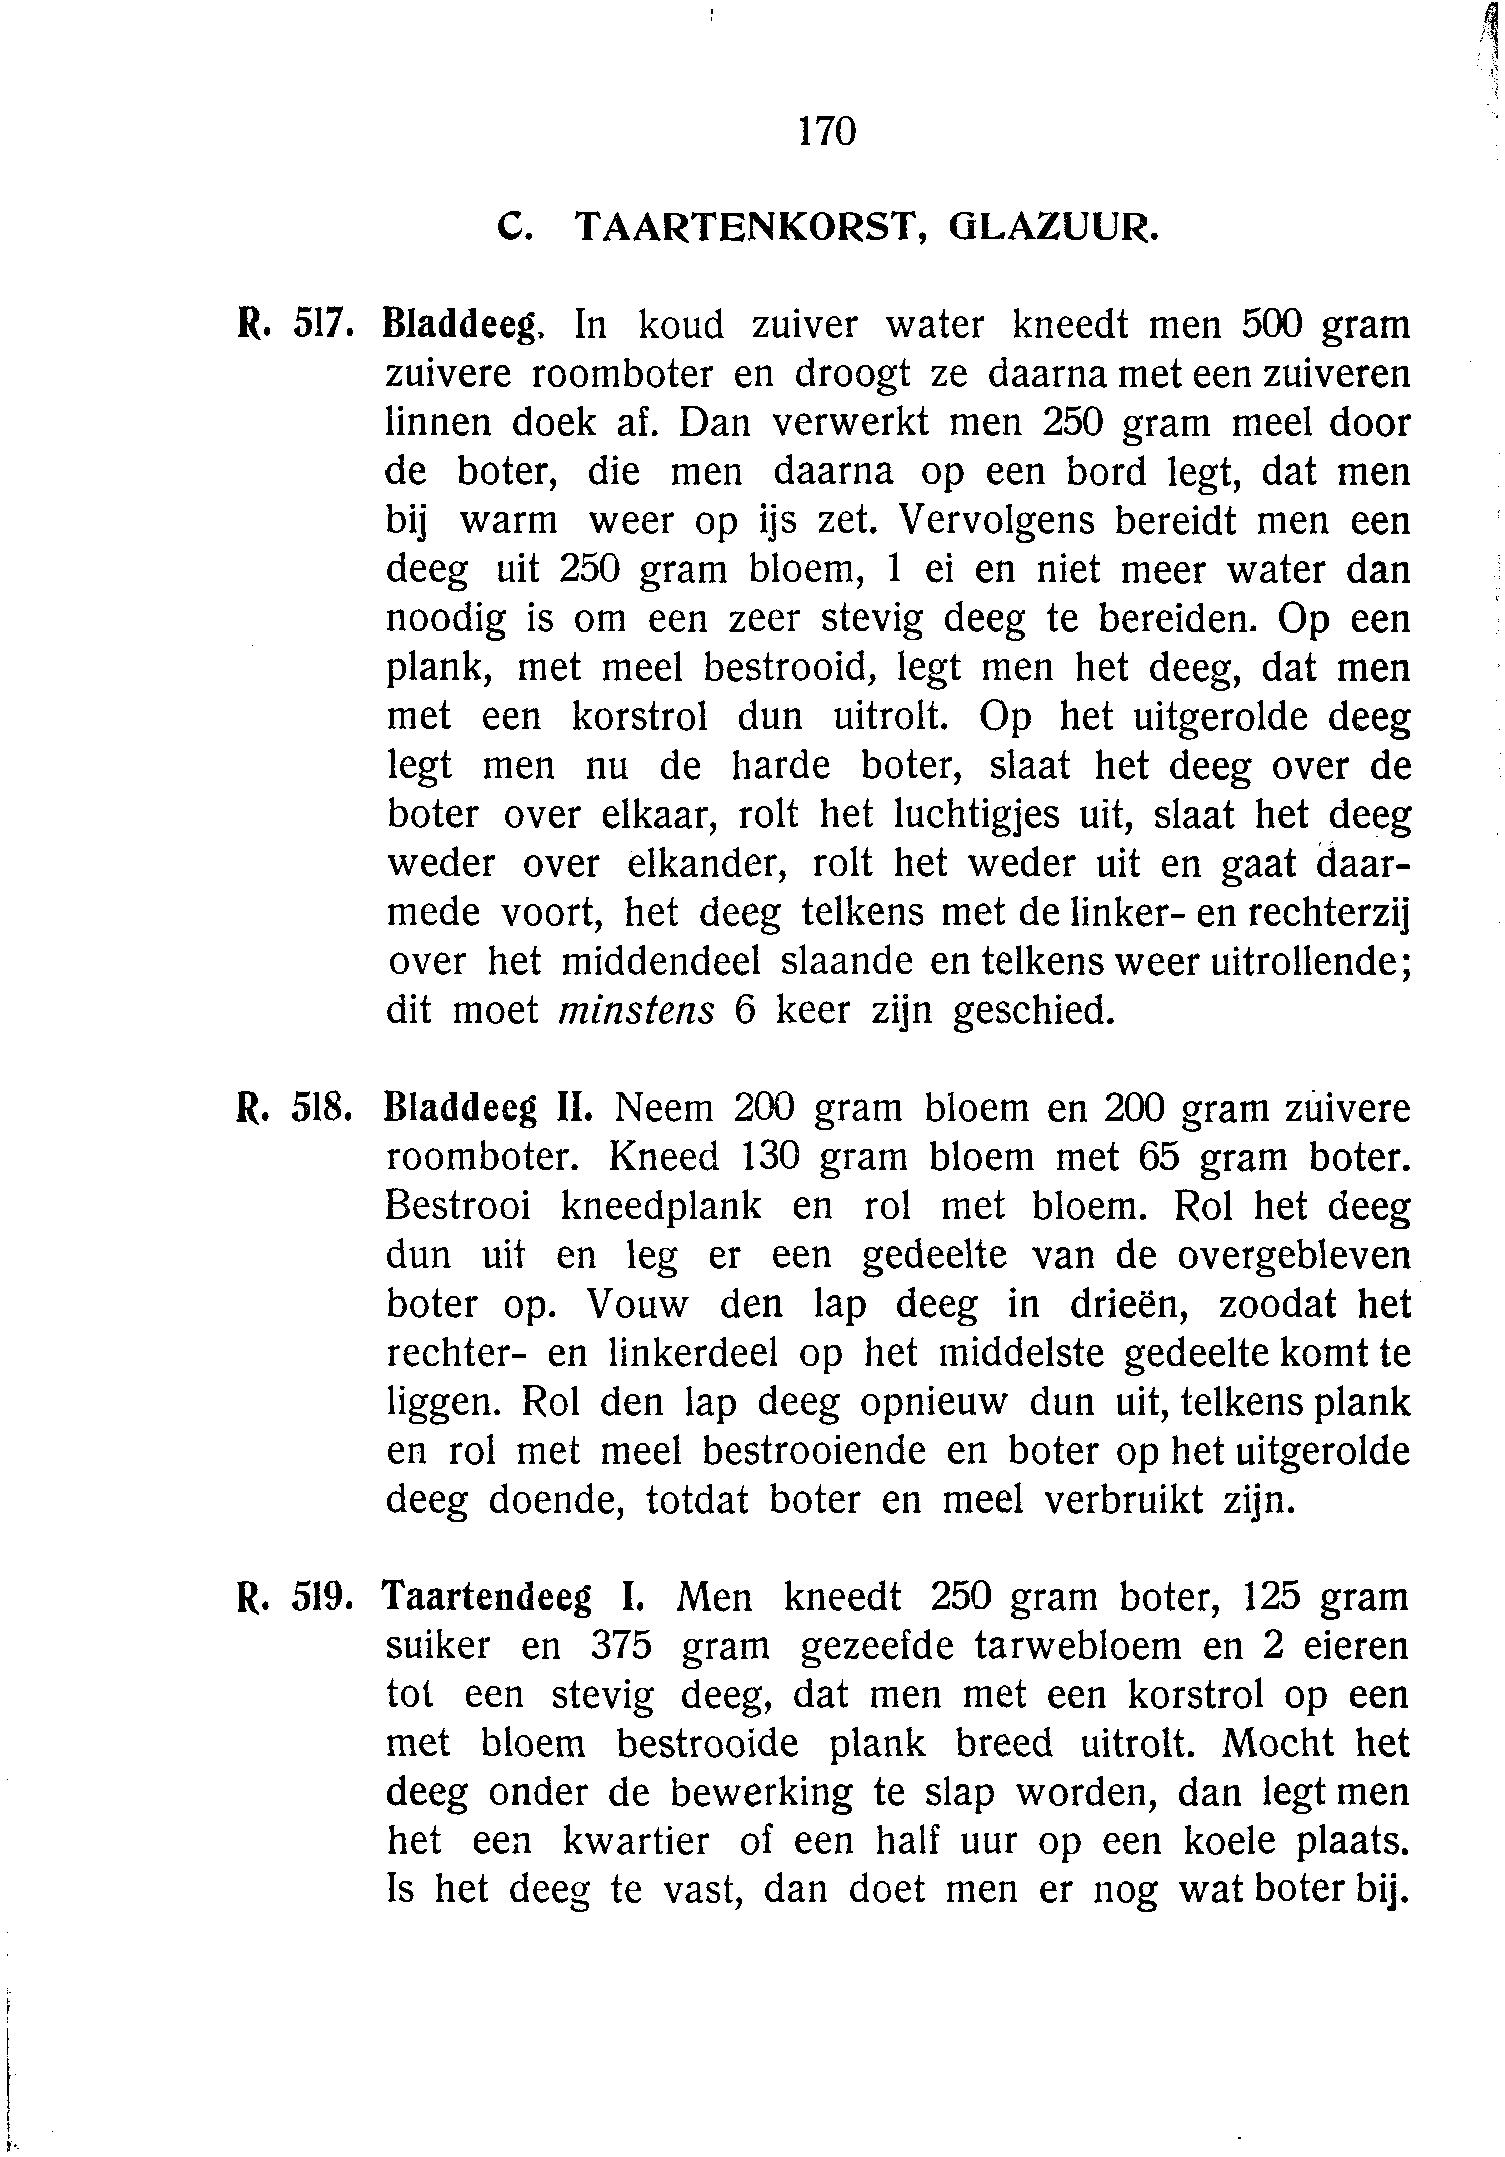 170
C. TAARTENKORST, GLAZUUR.
R. 517. Bladdeeg. In koud zuiver water kneedt men 500 gram
zuivere roomboter en droogt ze daarna met een zuiveren
linnen doek af. Dan verwerkt men 250 gram meel door
de boter, die men daarna op een bord legt, dat men
bij warm weer op ijs zet. Vervolgens bereidt men een
deeg uit 250 gram bloem, 1 ei en niet meer water dan
noodig is om een zeer stevig deeg te bereiden. Op een
plank, met meel bestrooid, legt men het deeg, dat men
met een korstrol dun uitrolt. Op het uitgerolde deeg
legt men nu de harde boter, slaat het deeg over de
boter over elkaar, rolt het luchtigjes uit, slaat het deeg
weder over elkander, rolt het weder uit en gaat daar-
mede voort, het deeg telkens met de linker- en rechterzij
over het middendeel slaande en telkens weer uitrollende;
dit moet minstens 6 keer zijn geschied.
R. 518. Bladdeeg II. Neem 200 gram bloem en 200 gram zuivere
roomboter. Kneed 130 gram bloem met 65 gram boter.
Bestrooi kneedplank en rol met bloem. Rol het deeg
dun uit en leg er een gedeelte van de overgebleven
boter op. Vouw den lap deeg in drieën, zoodat het
rechter- en linkerdeel op het middelste gedeelte komt te
liggen. Rol den lap deeg opnieuw dun uit, telkens plank
en rol met meel bestrooiende en boter op het uitgerolde
deeg doende, totdat boter en meel verbruikt zijn.
R. 519. Taartendeeg I. Men kneedt 250 gram boter, 125 gram
suiker en 375 gram gezeefde tarwebloem en 2 eieren
tot een stevig deeg, dat men met een korstrol op een
met bloem bestrooide plank breed uitrolt. Mocht het
deeg onder de bewerking te slap worden, dan legt men
het een kwartier of een half uur op een koele plaats.
Is het deeg te vast, dan doet men er nog wat boter bij.